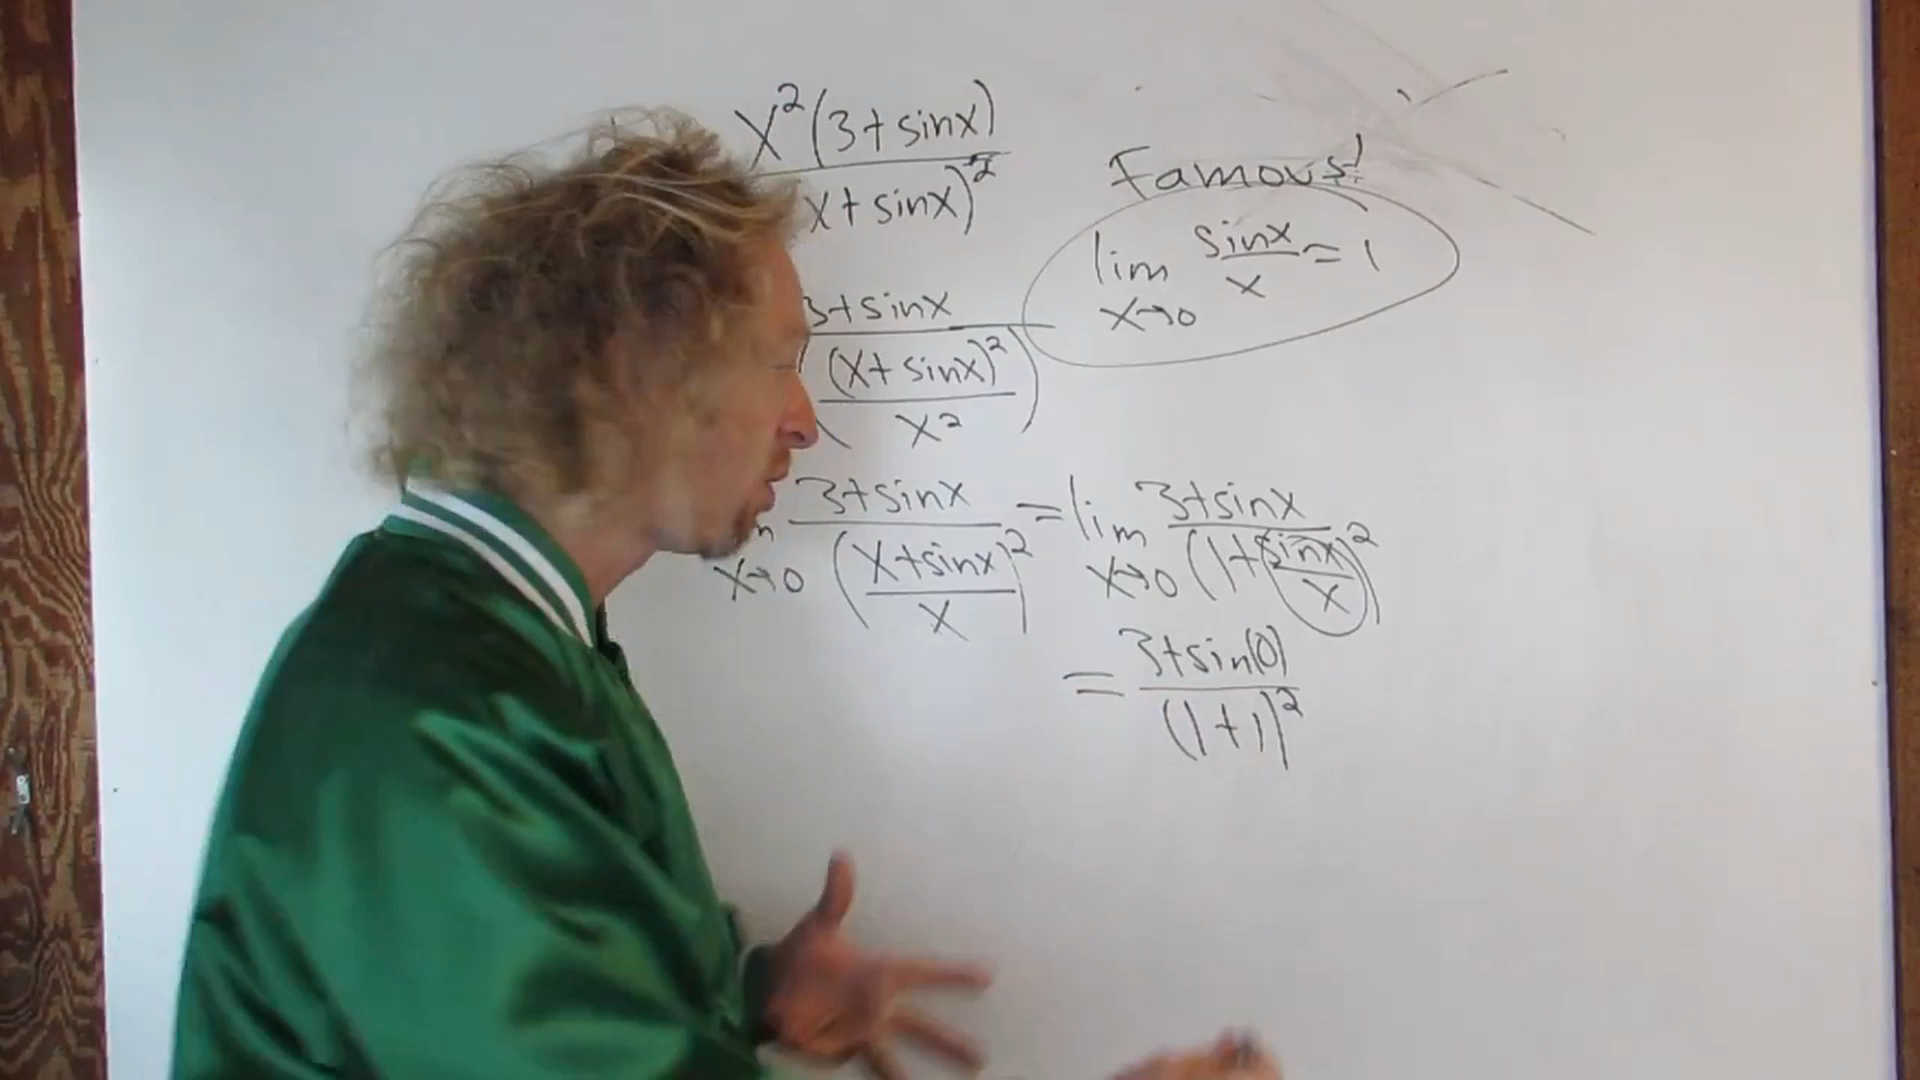 x²(3+sinx)
x+sinx)²
Famous!
lim sinx/x = 1
x→0
3+sinx
((x+sinx)²/x²)
3+sinx = lim 3+sinx
x→0 ((x+sinx)/x)² x→0 (1+sinx/x)²
= 3+sin(0)
(1+1)²